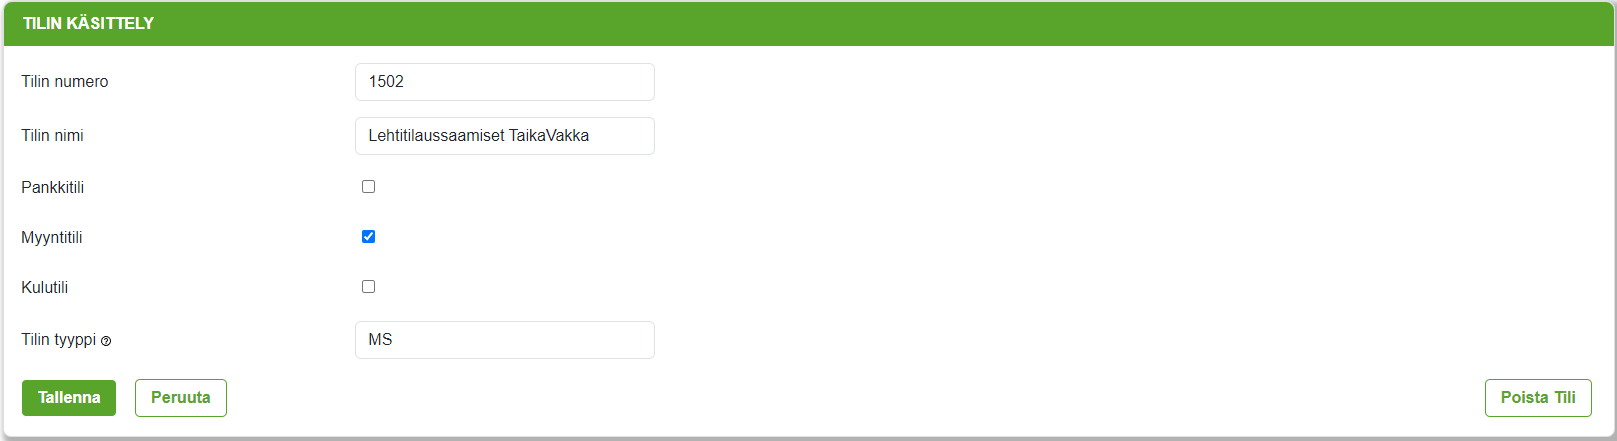 TILIN KÄSITTELY
Tilin numero 1502
Tilin nimi Lehtitilaussaamiset TaikaVakka
Pankkitili
Myyntitili
Kulutili
Tilin tyyppi MS
Tallenna Peruuta Poista Tili